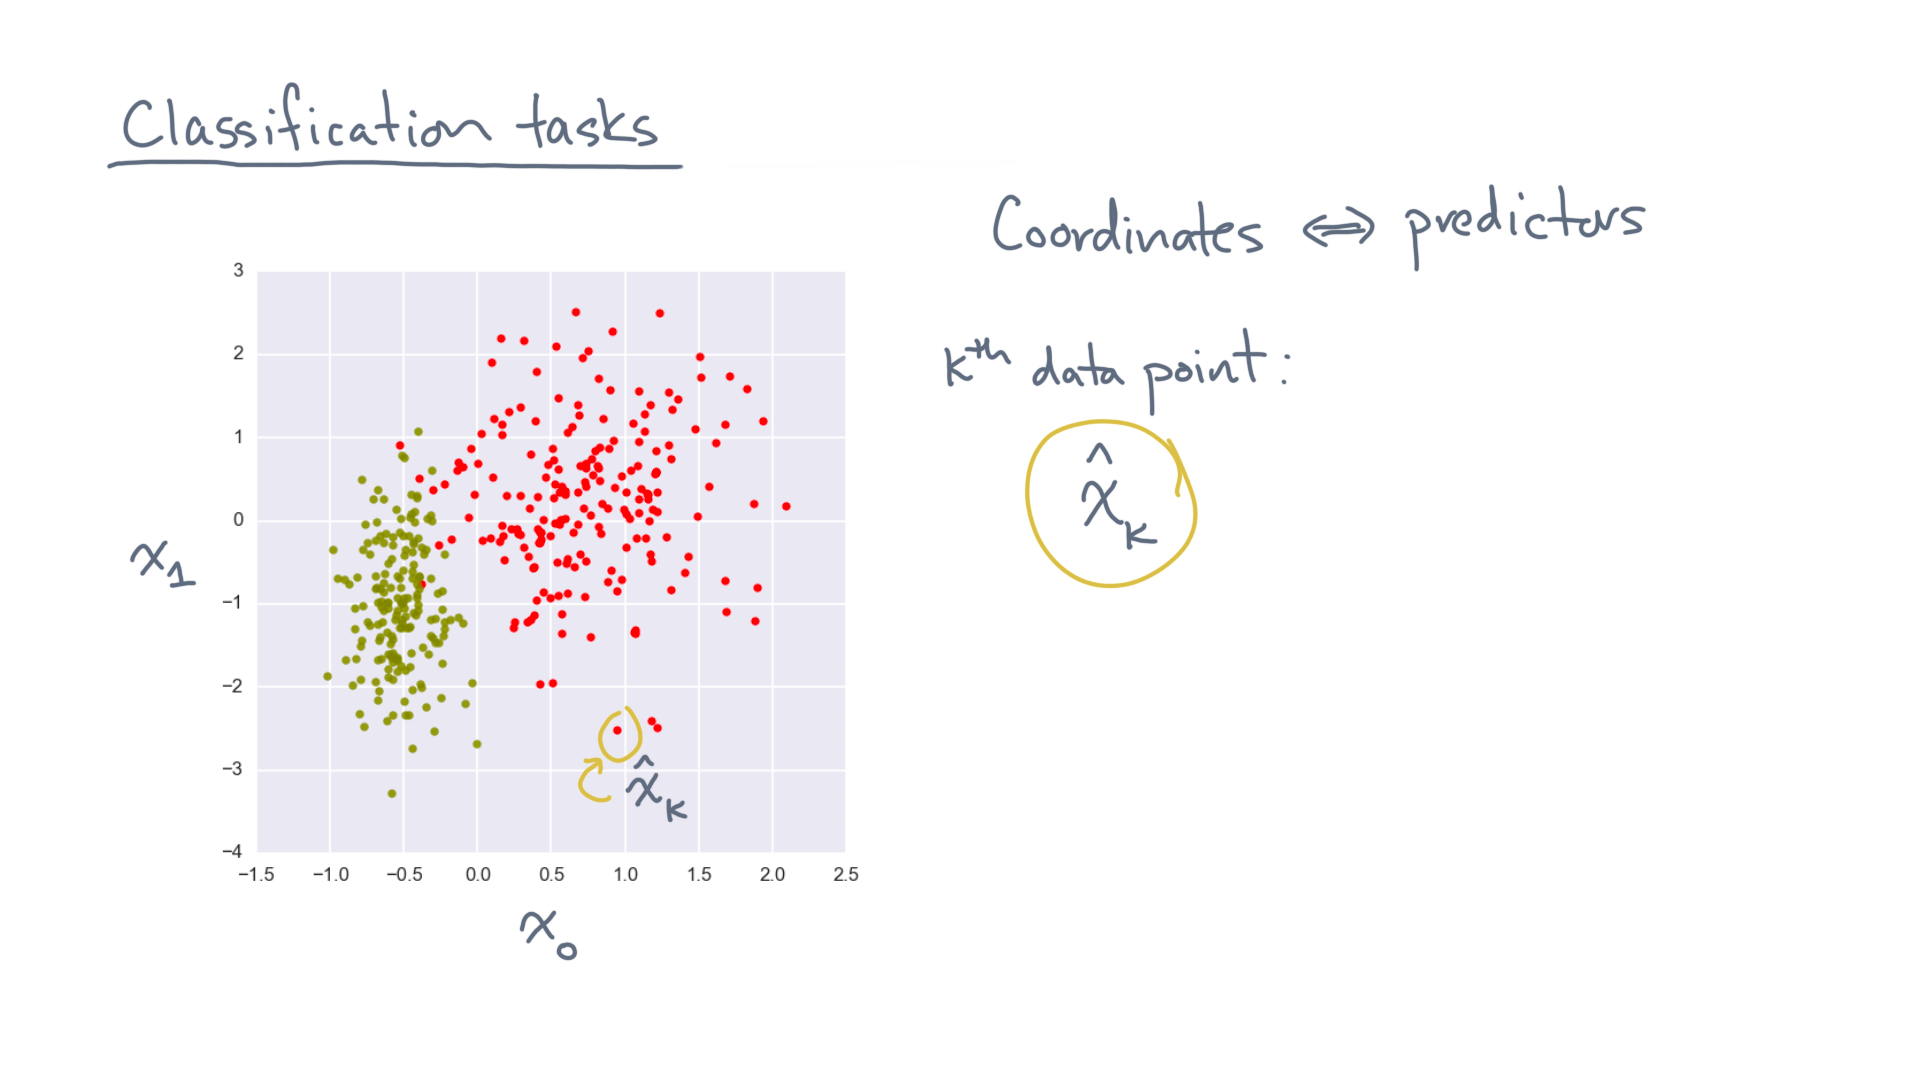 Classification tasks
Coordinates ⇔ predictors
kth data point:
x̂k
3
2
1
0
−1
−2
−3
−4
x1
x̂k
−1.5 −1.0 −0.5 0.0 0.5 1.0 1.5 2.0 2.5
x0